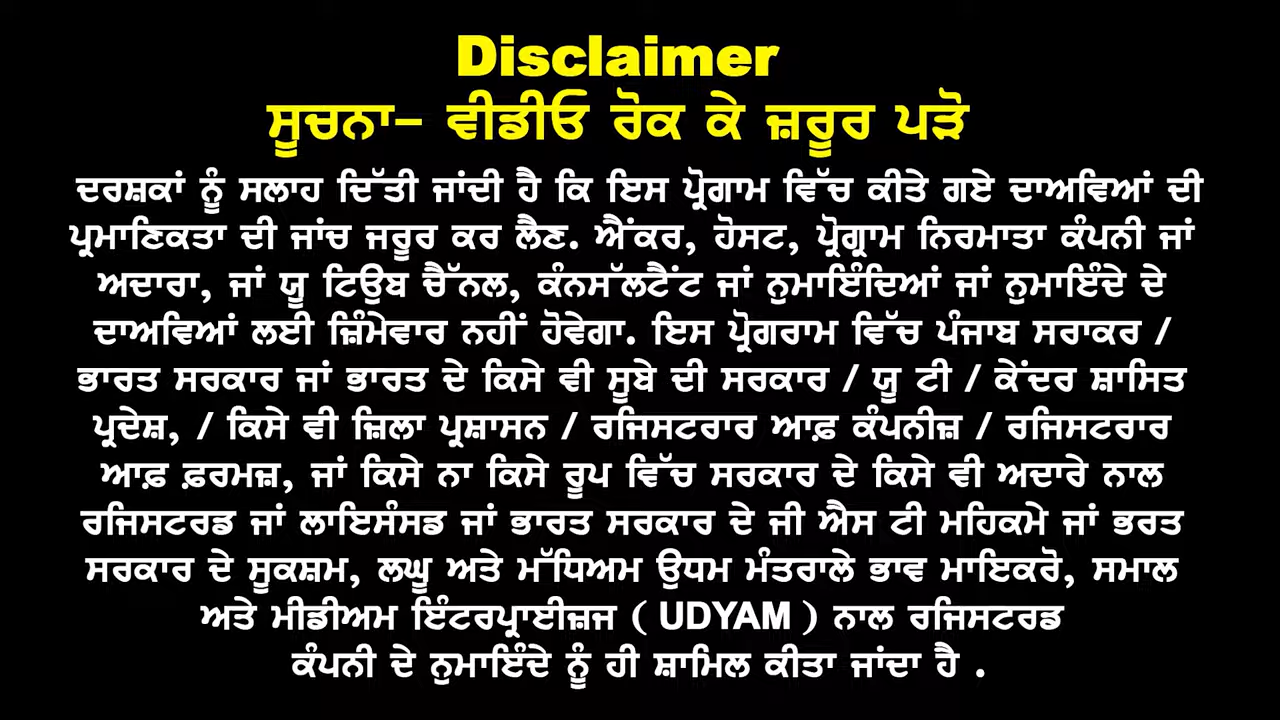 Disclaimer
ਸੂਚਨਾ- ਵੀਡੀਓ ਰੋਕ ਕੇ ਜ਼ਰੂਰ ਪੜੋ
ਦਰਸ਼ਕਾਂ ਨੂੰ ਸਲਾਹ ਦਿੱਤੀ ਜਾਂਦੀ ਹੈ ਕਿ ਇਸ ਪ੍ਰੋਗਾਮ ਵਿੱਚ ਕੀਤੇ ਗਏ ਦਾਅਵਿਆਂ ਦੀ
ਪ੍ਰਮਾਣਿਕਤਾ ਦੀ ਜਾਂਚ ਜਰੂਰ ਕਰ ਲੈਣ. ਐਂਕਰ, ਹੋਸਟ, ਪ੍ਰੋਗ੍ਰਾਮ ਨਿਰਮਾਤਾ ਕੰਪਨੀ ਜਾਂ
ਅਦਾਰਾ, ਜਾਂ ਯੂ ਟਿਉਬ ਚੈੱਨਲ, ਕੰਨਸੱਲਟੈਂਟ ਜਾਂ ਨੁਮਾਇੰਦਿਆਂ ਜਾਂ ਨੁਮਾਇੰਦੇ ਦੇ
ਦਾਅਵਿਆਂ ਲਈ ਜ਼ਿੰਮੇਵਾਰ ਨਹੀਂ ਹੋਵੇਗਾ. ਇਸ ਪ੍ਰੋਗਰਾਮ ਵਿੱਚ ਪੰਜਾਬ ਸਰਾਕਰ /
ਭਾਰਤ ਸਰਕਾਰ ਜਾਂ ਭਾਰਤ ਦੇ ਕਿਸੇ ਵੀ ਸੂਬੇ ਦੀ ਸਰਕਾਰ / ਯੂ ਟੀ / ਕੇਂਦਰ ਸ਼ਾਸਿਤ
ਪ੍ਰਦੇਸ਼, / ਕਿਸੇ ਵੀ ਜ਼ਿਲਾ ਪ੍ਰਸ਼ਾਸਨ / ਰਜਿਸਟਰਾਰ ਆਫ਼ ਕੰਪਨੀਜ਼ / ਰਜਿਸਟਰਾਰ
ਆਫ਼ ਫ਼ਰਮਜ਼, ਜਾਂ ਕਿਸੇ ਨਾ ਕਿਸੇ ਰੂਪ ਵਿੱਚ ਸਰਕਾਰ ਦੇ ਕਿਸੇ ਵੀ ਅਦਾਰੇ ਨਾਲ
ਰਜਿਸਟਰਡ ਜਾਂ ਲਾਇਸੰਸਡ ਜਾਂ ਭਾਰਤ ਸਰਕਾਰ ਦੇ ਜੀ ਐਸ ਟੀ ਮਹਿਕਮੇ ਜਾਂ ਭਰਤ
ਸਰਕਾਰ ਦੇ ਸੂਕਸ਼ਮ, ਲਘੂ ਅਤੇ ਮੱਧਿਅਮ ਉਧਮ ਮੰਤਰਾਲੇ ਭਾਵ ਮਾਇਕਰੋ, ਸਮਾਲ
ਅਤੇ ਮੀਡੀਅਮ ਇੰਟਰਪ੍ਰਾਈਜ਼ਜ ( UDYAM ) ਨਾਲ ਰਜਿਸਟਰਡ
ਕੰਪਨੀ ਦੇ ਨੁਮਾਇੰਦੇ ਨੂੰ ਹੀ ਸ਼ਾਮਿਲ ਕੀਤਾ ਜਾਂਦਾ ਹੈ .